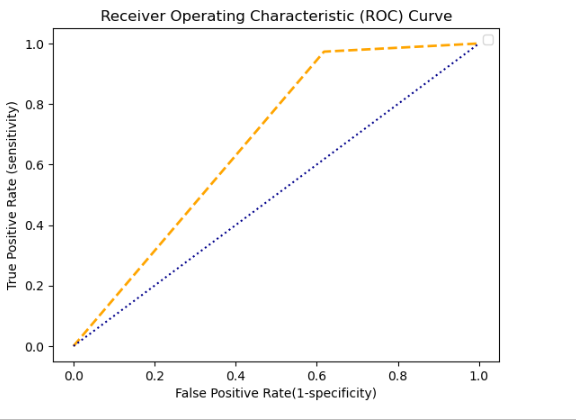 Receiver Operating Characteristic (ROC) Curve
1.0
0.8
0.6
0.4
0.2
0.0
True Positive Rate (sensitivity)
0.0 0.2 0.4 0.6 0.8 1.0
False Positive Rate(1-specificity)